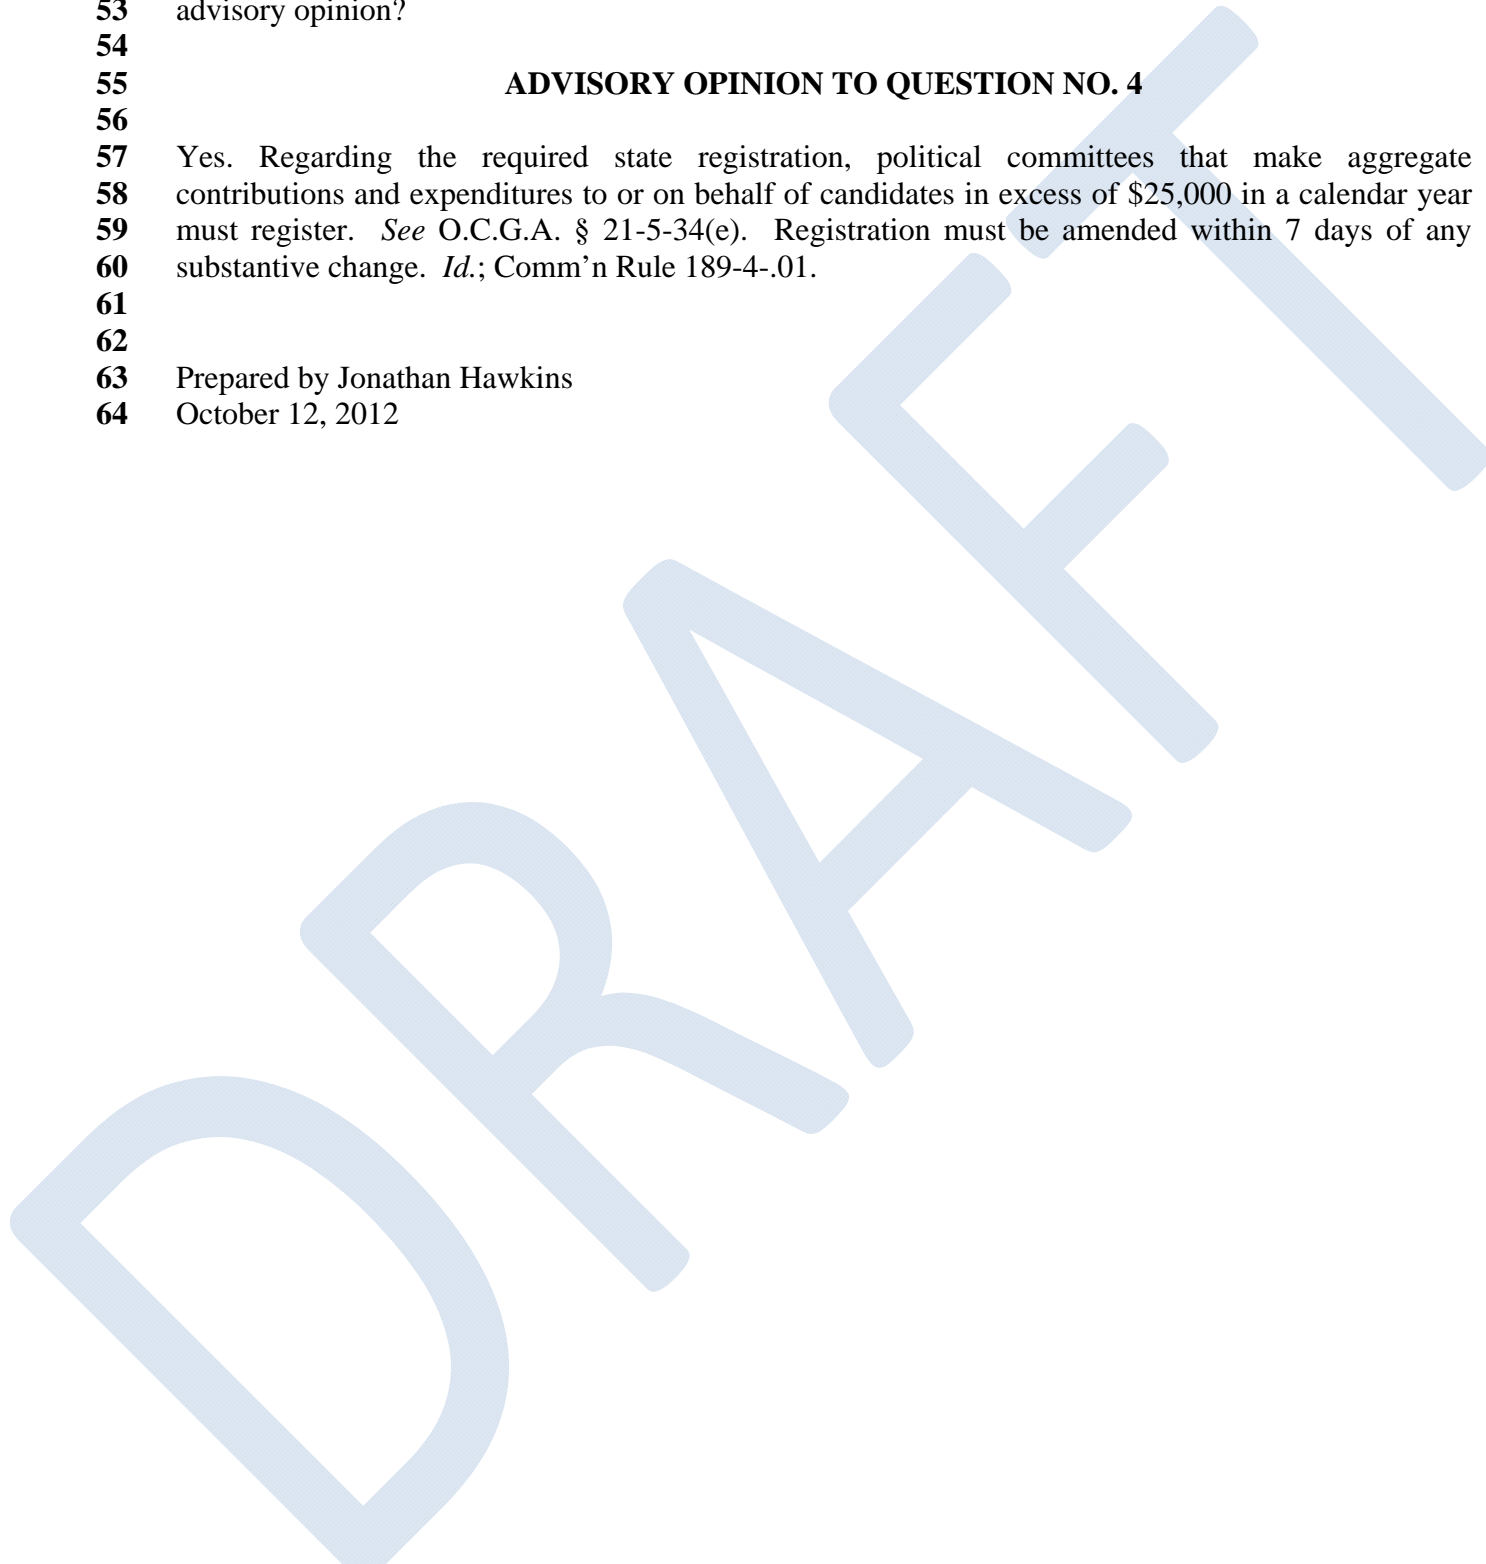 53 advisory opinion?
54
55 ADVISORY OPINION TO QUESTION NO. 4
56
57 Yes. Regarding the required state registration, political committees that make aggregate
58 contributions and expenditures to or on behalf of candidates in excess of $25,000 in a calendar year
59 must register. See O.C.G.A. § 21-5-34(e). Registration must be amended within 7 days of any
60 substantive change. Id.; Comm’n Rule 189-4-.01.
61
62
63 Prepared by Jonathan Hawkins
64 October 12, 2012
DRAFT